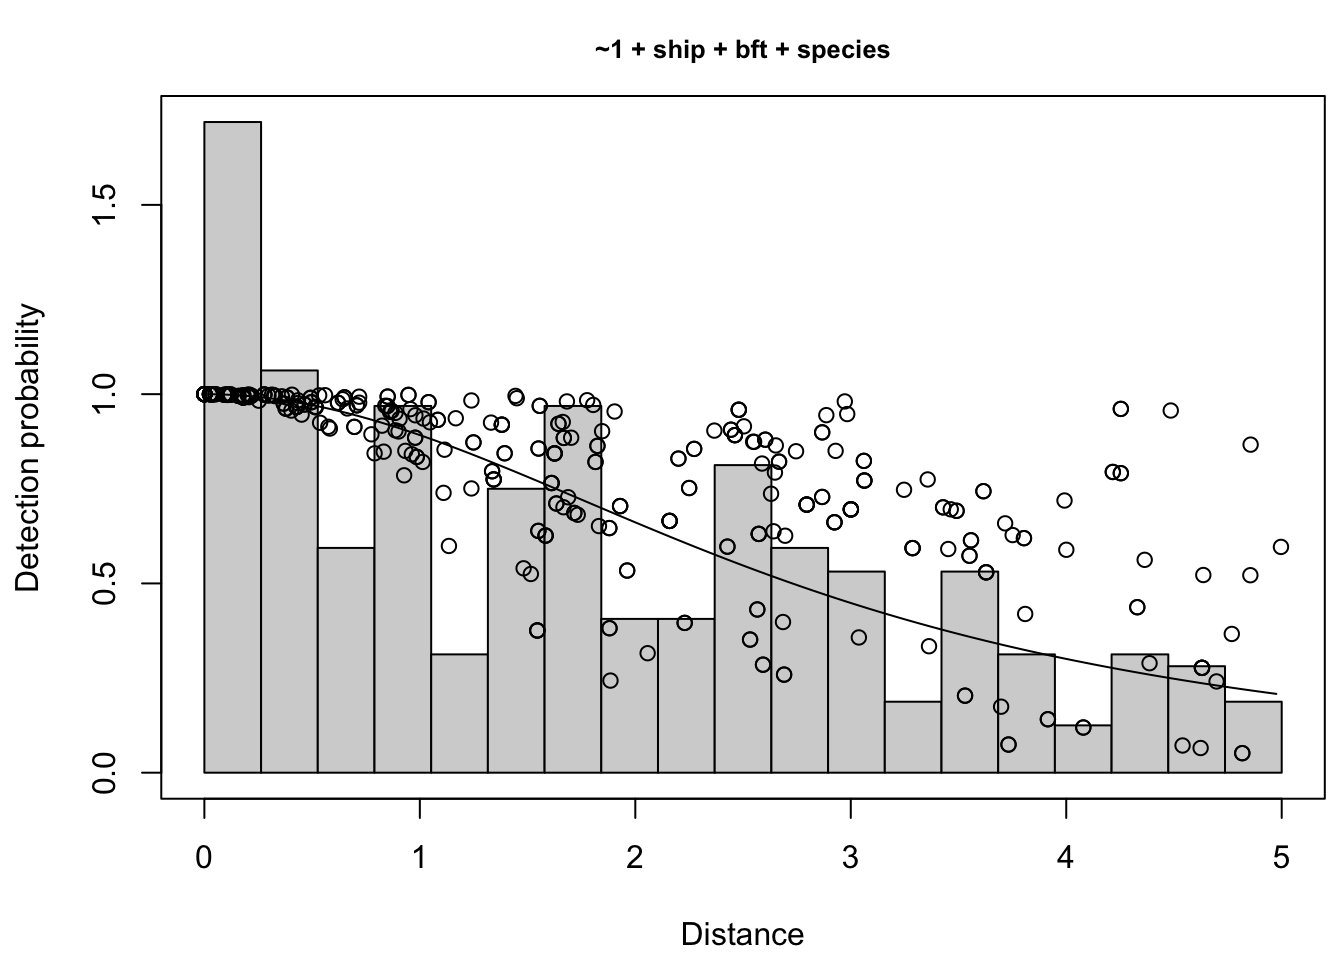 ~1 + ship + bft + species
Detection probability
1.5
1.0
0.5
0.0
0 1 2 3 4 5
Distance